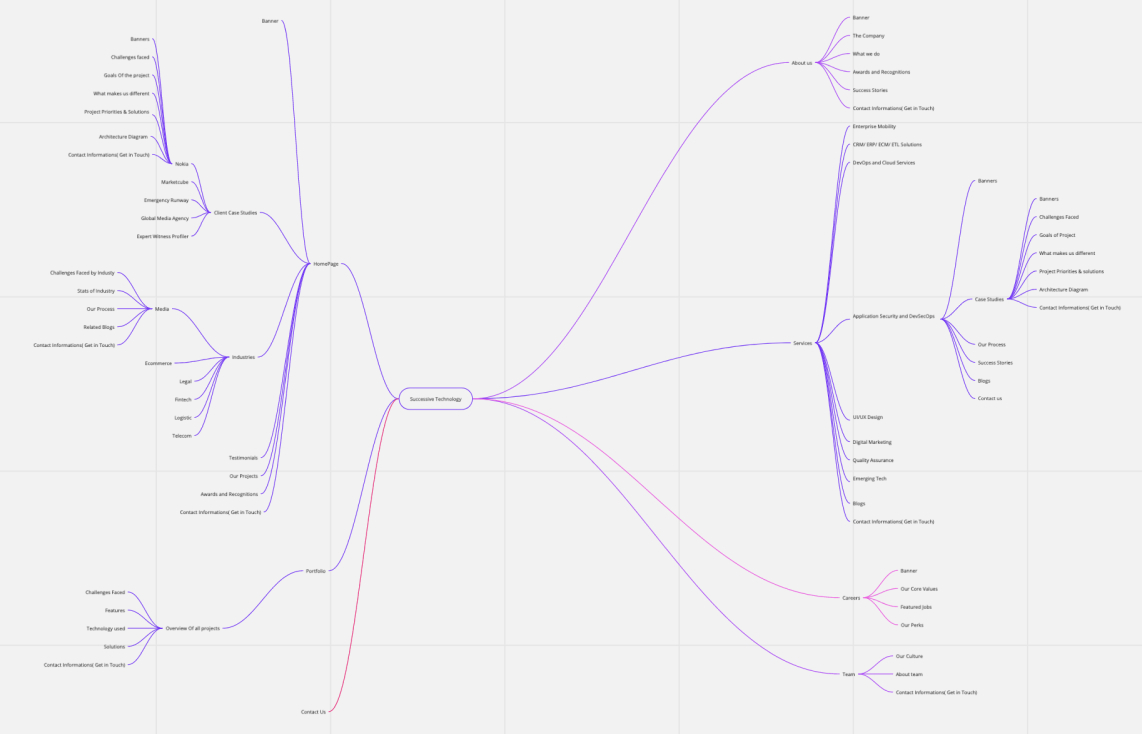 Successive Technology
HomePage
Banner
Client Case Studies
Nokia
Banners
Challenges faced
Goals Of the project
What makes us different
Project Priorities & Solutions
Architecture Diagram
Contact Informations( Get in Touch)
Marketcube
Emergency Runway
Global Media Agency
Expert Witness Profiler
Industries
Media
Challenges Faced by Industy
Stats of Industry
Our Process
Related Blogs
Contact Informations( Get in Touch)
Ecommerce
Legal
Fintech
Logistic
Telecom
Testimonials
Our Projects
Awards and Recognitions
Contact Informations( Get in Touch)
Portfolio
Overview Of all projects
Challenges Faced
Features
Technology used
Solutions
Contact Informations( Get in Touch)
Contact Us
About us
Banner
The Company
What we do
Awards and Recognitions
Success Stories
Contact Informations( Get in Touch)
Services
Enterprise Mobility
CRM/ ERP/ ECM/ ETL Solutions
DevOps and Cloud Services
Application Security and DevSecOps
Banners
Case Studies
Banners
Challenges Faced
Goals of Project
What makes us different
Project Priorities & solutions
Architecture Diagram
Contact Informations( Get in Touch)
Our Process
Success Stories
Blogs
Contact us
UI/UX Design
Digital Marketing
Quality Assurance
Emerging Tech
Blogs
Contact Informations( Get in Touch)
Careers
Banner
Our Core Values
Featured Jobs
Our Perks
Team
Our Culture
About team
Contact Informations( Get in Touch)